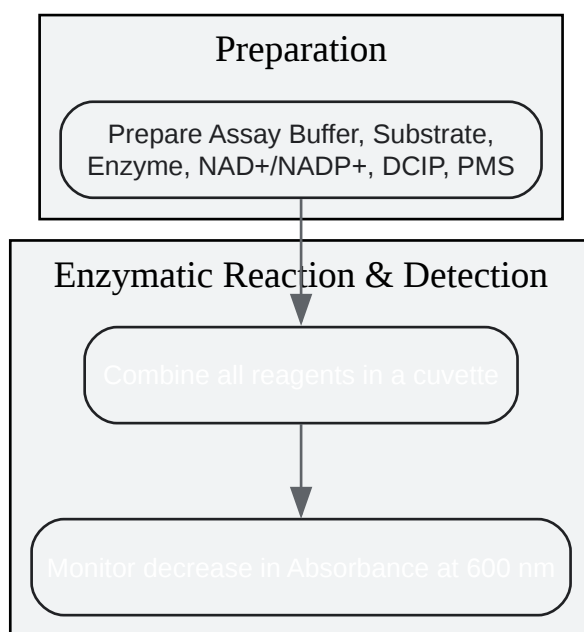 Preparation
Prepare Assay Buffer, Substrate,
Enzyme, NAD+/NADP+, DCIP, PMS
Enzymatic Reaction & Detection
Combine all reagents in a cuvette
Monitor decrease in Absorbance at 600 nm